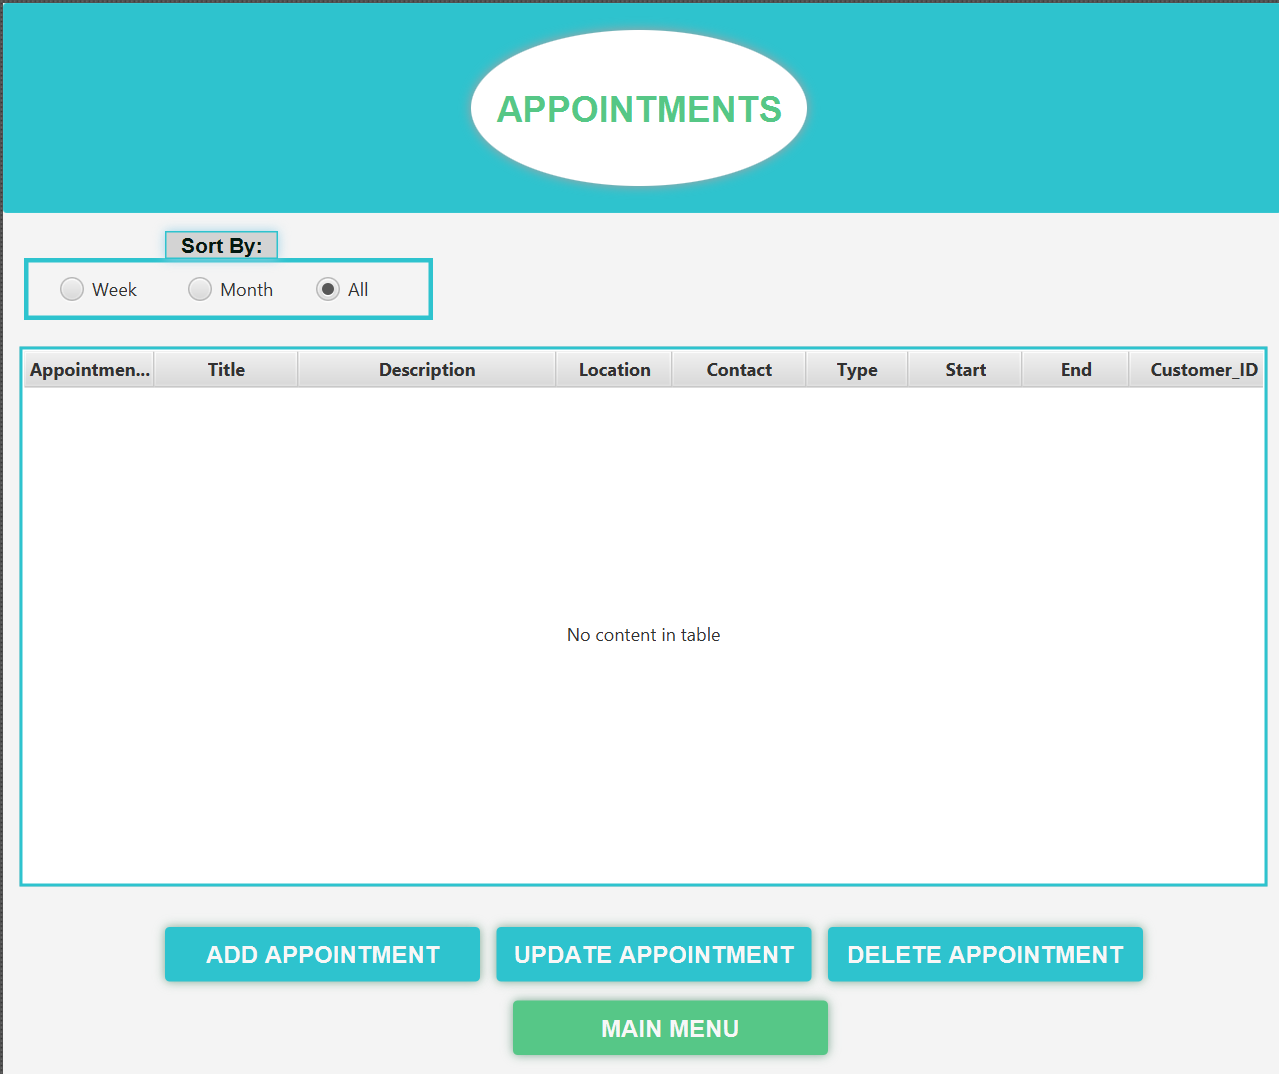 APPOINTMENTS
Sort By:
Week Month All
Appointmen... Title Description Location Contact Type Start End Customer_ID
No content in table
ADD APPOINTMENT UPDATE APPOINTMENT DELETE APPOINTMENT
MAIN MENU